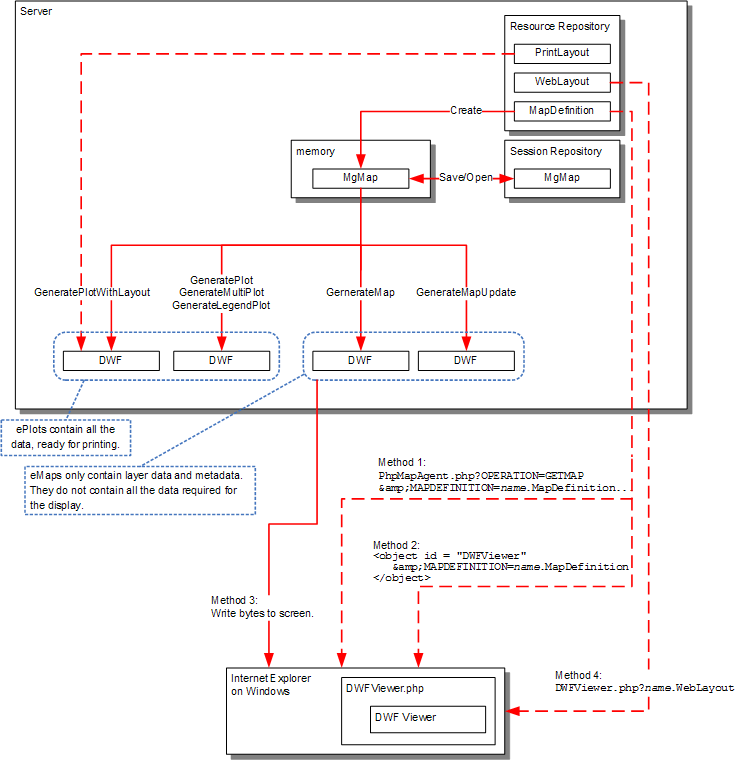 Server
Resource Repository
PrintLayout
WebLayout
MapDefinition
Create
memory
MgMap
Save/Open
Session Repository
MgMap
GeneratePlotWithLayout
GeneratePlot
GenerateMultiPlot
GenerateLegendPlot
GernerateMap
GenerateMapUpdate
DWF
DWF
DWF
DWF
ePlots contain all the
data, ready for printing.
eMaps only contain layer data and metadata.
They do not contain all the data required for
the display.
Method 1:
PhpMapAgent.php?OPERATION=GETMAP
&amp;MAPDEFINITION=name.MapDefinition..
Method 2:
<object id = "DWFViewer"
&amp;MAPDEFINITION=name.MapDefinition
</object>
Method 3:
Write bytes to screen.
Method 4:
DWFViewer.php?name.WebLayout
Internet Explorer
on Windows
DWFViewer.php
DWF Viewer